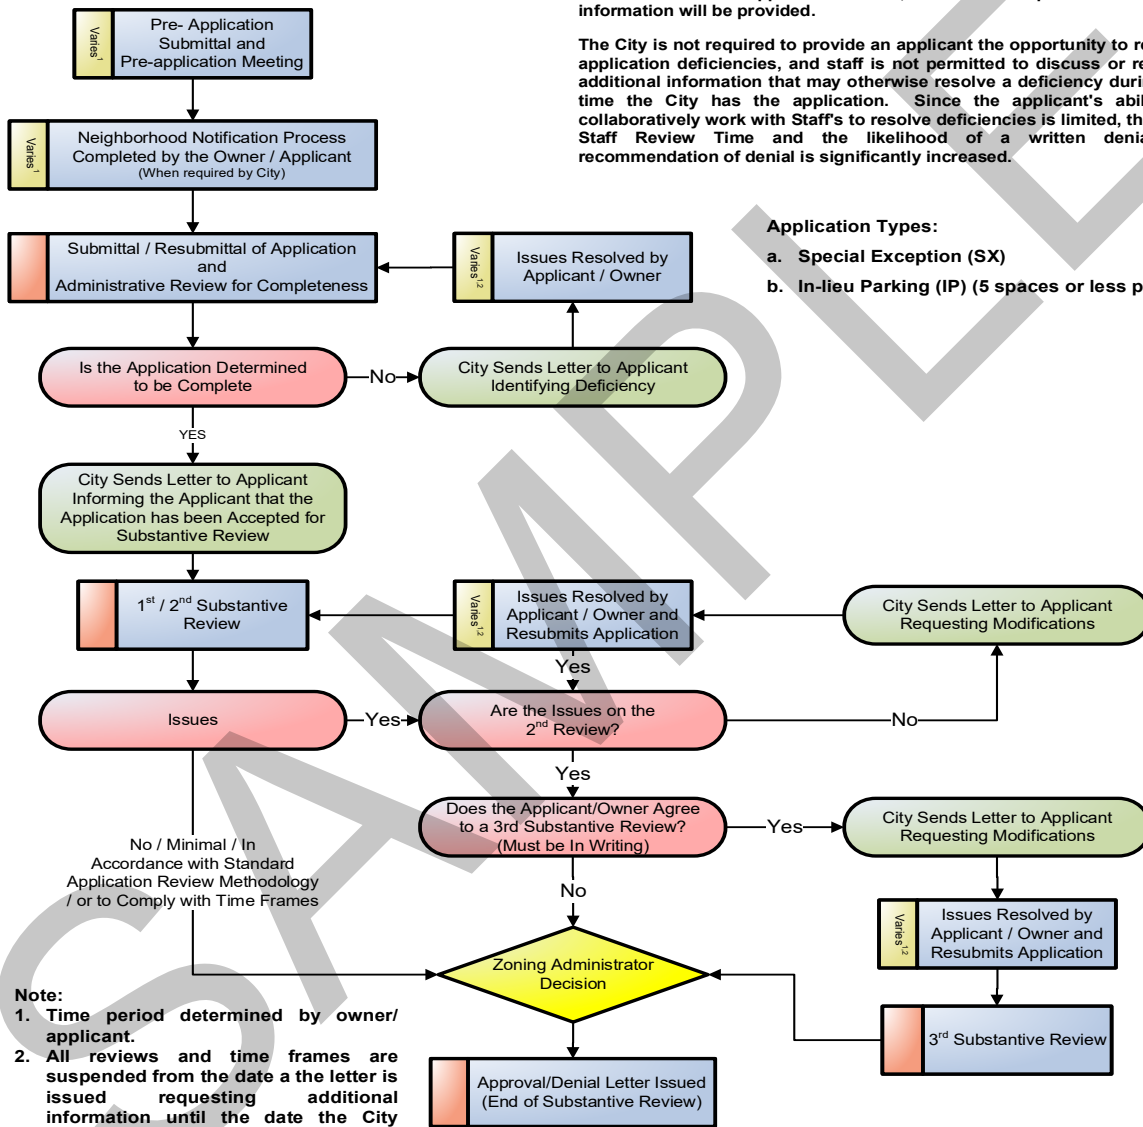 information will be provided.
The City is not required to provide an applicant the opportunity to
application deficiencies, and staff is not permitted to discuss or
additional information that may otherwise resolve a deficiency
time the City has the application. Since the applicant's
collaboratively work with Staff's to resolve deficiencies is limited,
Staff Review Time and the likelihood of a written
recommendation of denial is significantly increased.
Application Types:
a. Special Exception (SX)
b. In-lieu Parking (IP) (5 spaces or less
Varies1
Pre- Application
Submittal and
Pre-application Meeting
Varies1
Neighborhood Notification Process
Completed by the Owner / Applicant
(When required by City)
Submittal / Resubmittal of Application
and
Administrative Review for Completeness
Varies1,2
Issues Resolved by
Applicant / Owner
Is the Application Determined
to be Complete
No
City Sends Letter to Applicant
Identifying Deficiency
YES
City Sends Letter to Applicant
Informing the Applicant that the
Application has been Accepted for
Substantive Review
1st / 2nd Substantive
Review
Varies1,2
Issues Resolved by
Applicant / Owner and
Resubmits Application
City Sends Letter to Applicant
Requesting Modifications
Yes
Issues
Yes
Are the Issues on the
2nd Review?
No
Yes
Does the Applicant/Owner Agree
to a 3rd Substantive Review?
(Must be In Writing)
Yes
City Sends Letter to Applicant
Requesting Modifications
No / Minimal / In
Accordance with Standard
Application Review Methodology
/ or to Comply with Time Frames
No
Varies1,2
Issues Resolved by
Applicant / Owner and
Resubmits Application
Zoning Administrator
Decision
3rd Substantive Review
Approval/Denial Letter Issued
(End of Substantive Review)
Note:
1. Time period determined by owner/
applicant.
2. All reviews and time frames are
suspended from the date a the letter is
issued requesting additional
information until the date the City
SAMPLE